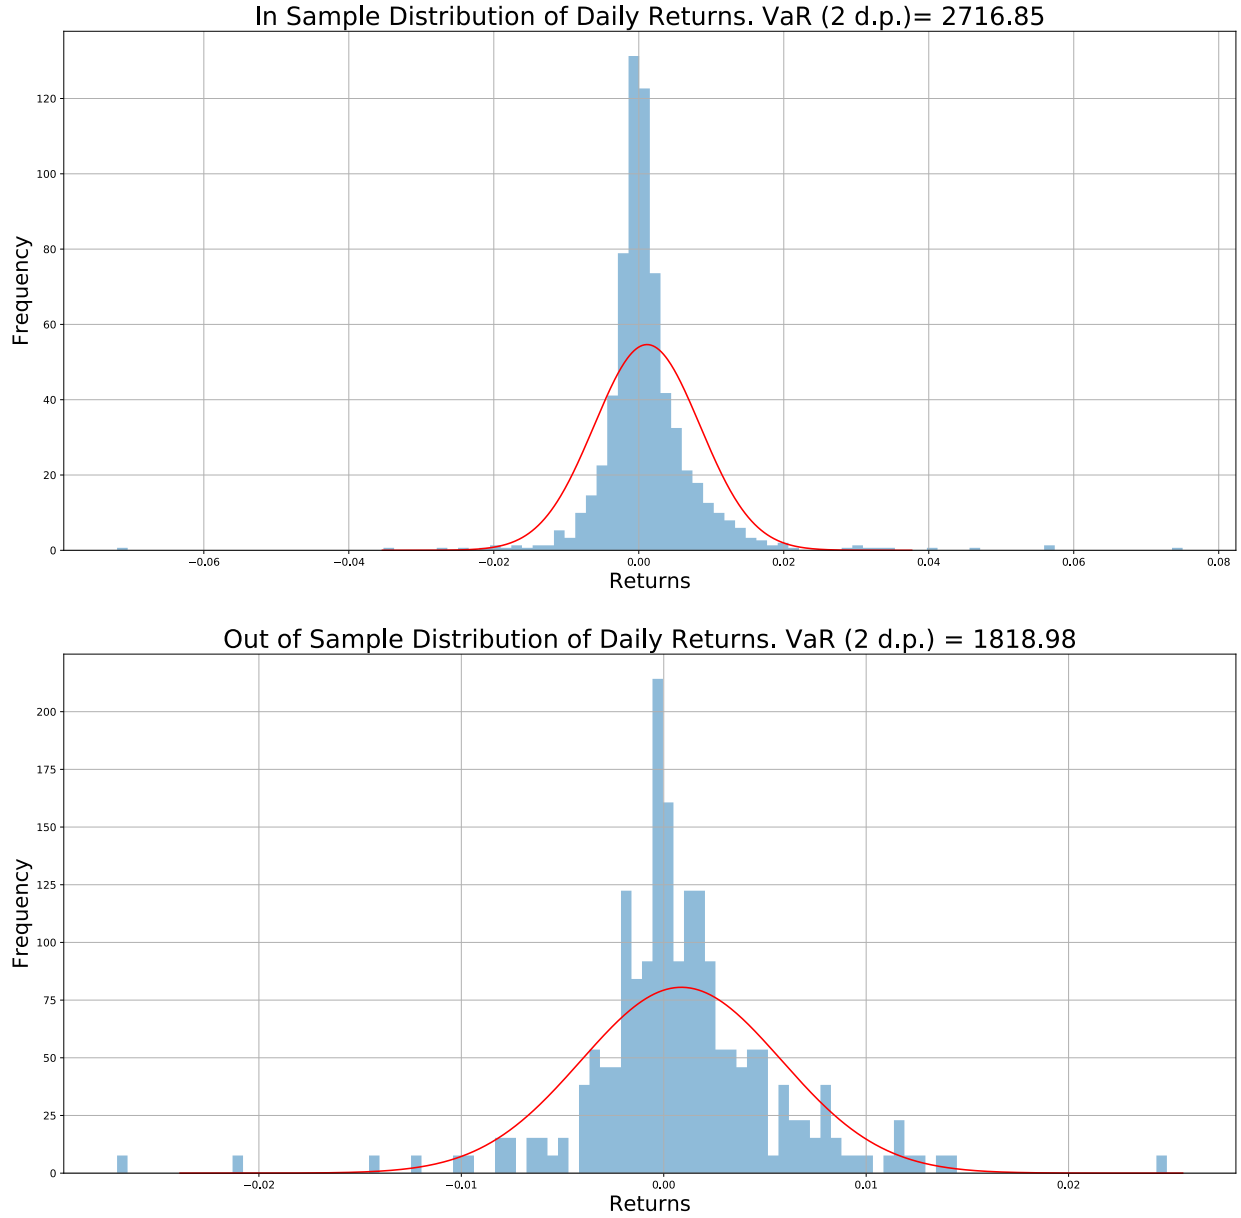 In Sample Distribution of Daily Returns. VaR (2 d.p.)= 2716.85
120
100
80
60
40
20
0
Frequency
−0.06 −0.04 −0.02 0.00 0.02 0.04 0.06 0.08
Returns
Out of Sample Distribution of Daily Returns. VaR (2 d.p.) = 1818.98
200
175
150
125
100
75
50
25
0
Frequency
−0.02 −0.01 0.00 0.01 0.02
Returns